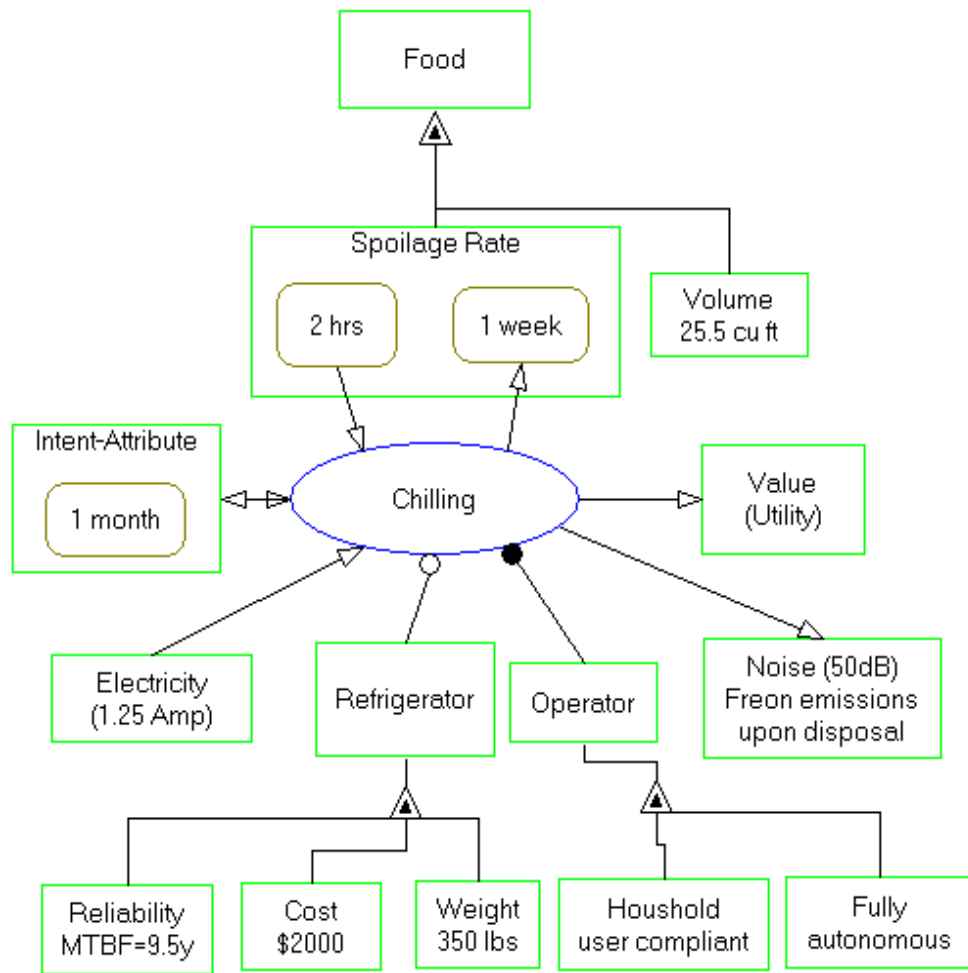 Food
Spoilage Rate
2 hrs
1 week
Volume
25.5 cu ft
Intent-Attribute
1 month
Chilling
Value
(Utility)
Electricity
(1.25 Amp)
Refrigerator
Operator
Noise (50dB)
Freon emissions
upon disposal
Reliability
MTBF=9.5y
Cost
$2000
Weight
350 lbs
Houshold
user compliant
Fully
autonomous